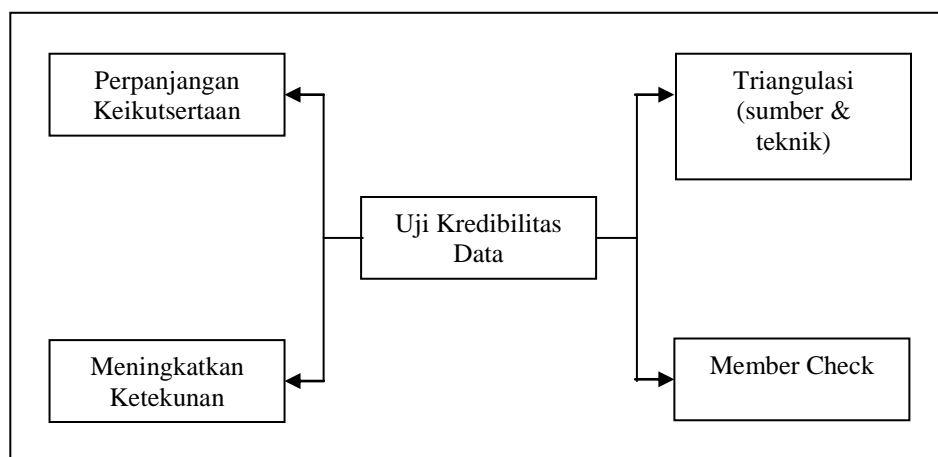 Perpanjangan
Keikutsertaan
Triangulasi
(sumber &
teknik)
Uji Kredibilitas
Data
Meningkatkan
Ketekunan
Member Check